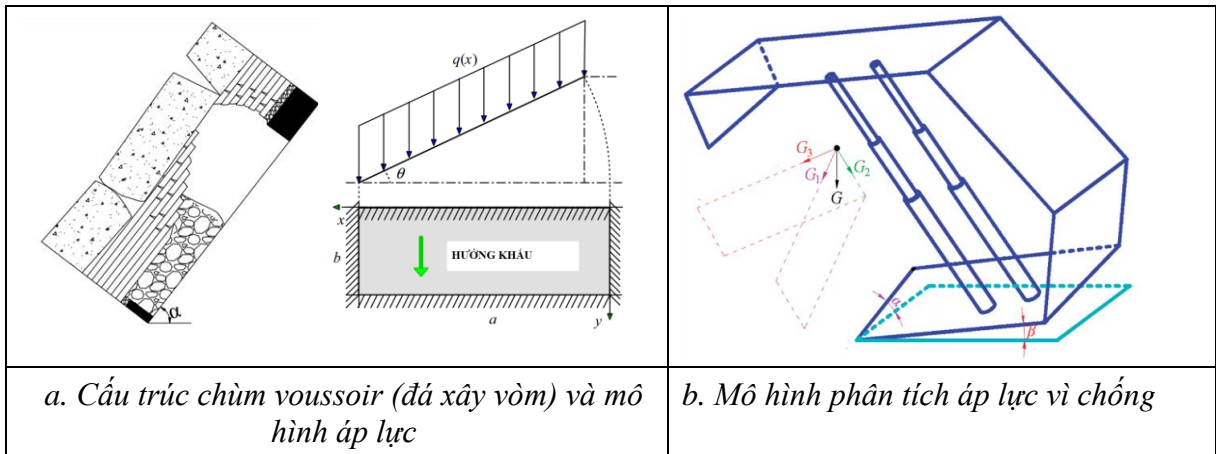 α
q(x)
θ
x
b
HƯỚNG KHẤU
a
y
G₃
G₁
G₂
G
α
β
a. Cấu trúc chùm voussoir (đá xây vòm) và mô
hình áp lực
b. Mô hình phân tích áp lực vì chống